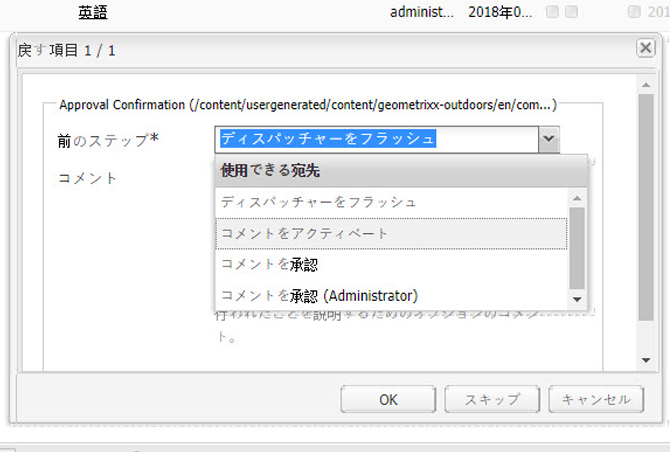 英語 administ... 2018年0... 201
戻す項目 1 / 1
Approval Confirmation (/content/usergenerated/content/geometrixx-outdoors/en/com...)
前のステップ* ディスパッチャーをフラッシュ
使用できる宛先
コメント
ディスパッチャーをフラッシュ
コメントをアクティベート
コメントを承認
コメントを承認 (Administrator)
行われたことを説明するためのオプションのコメン
ト。
OK スキップ キャンセル